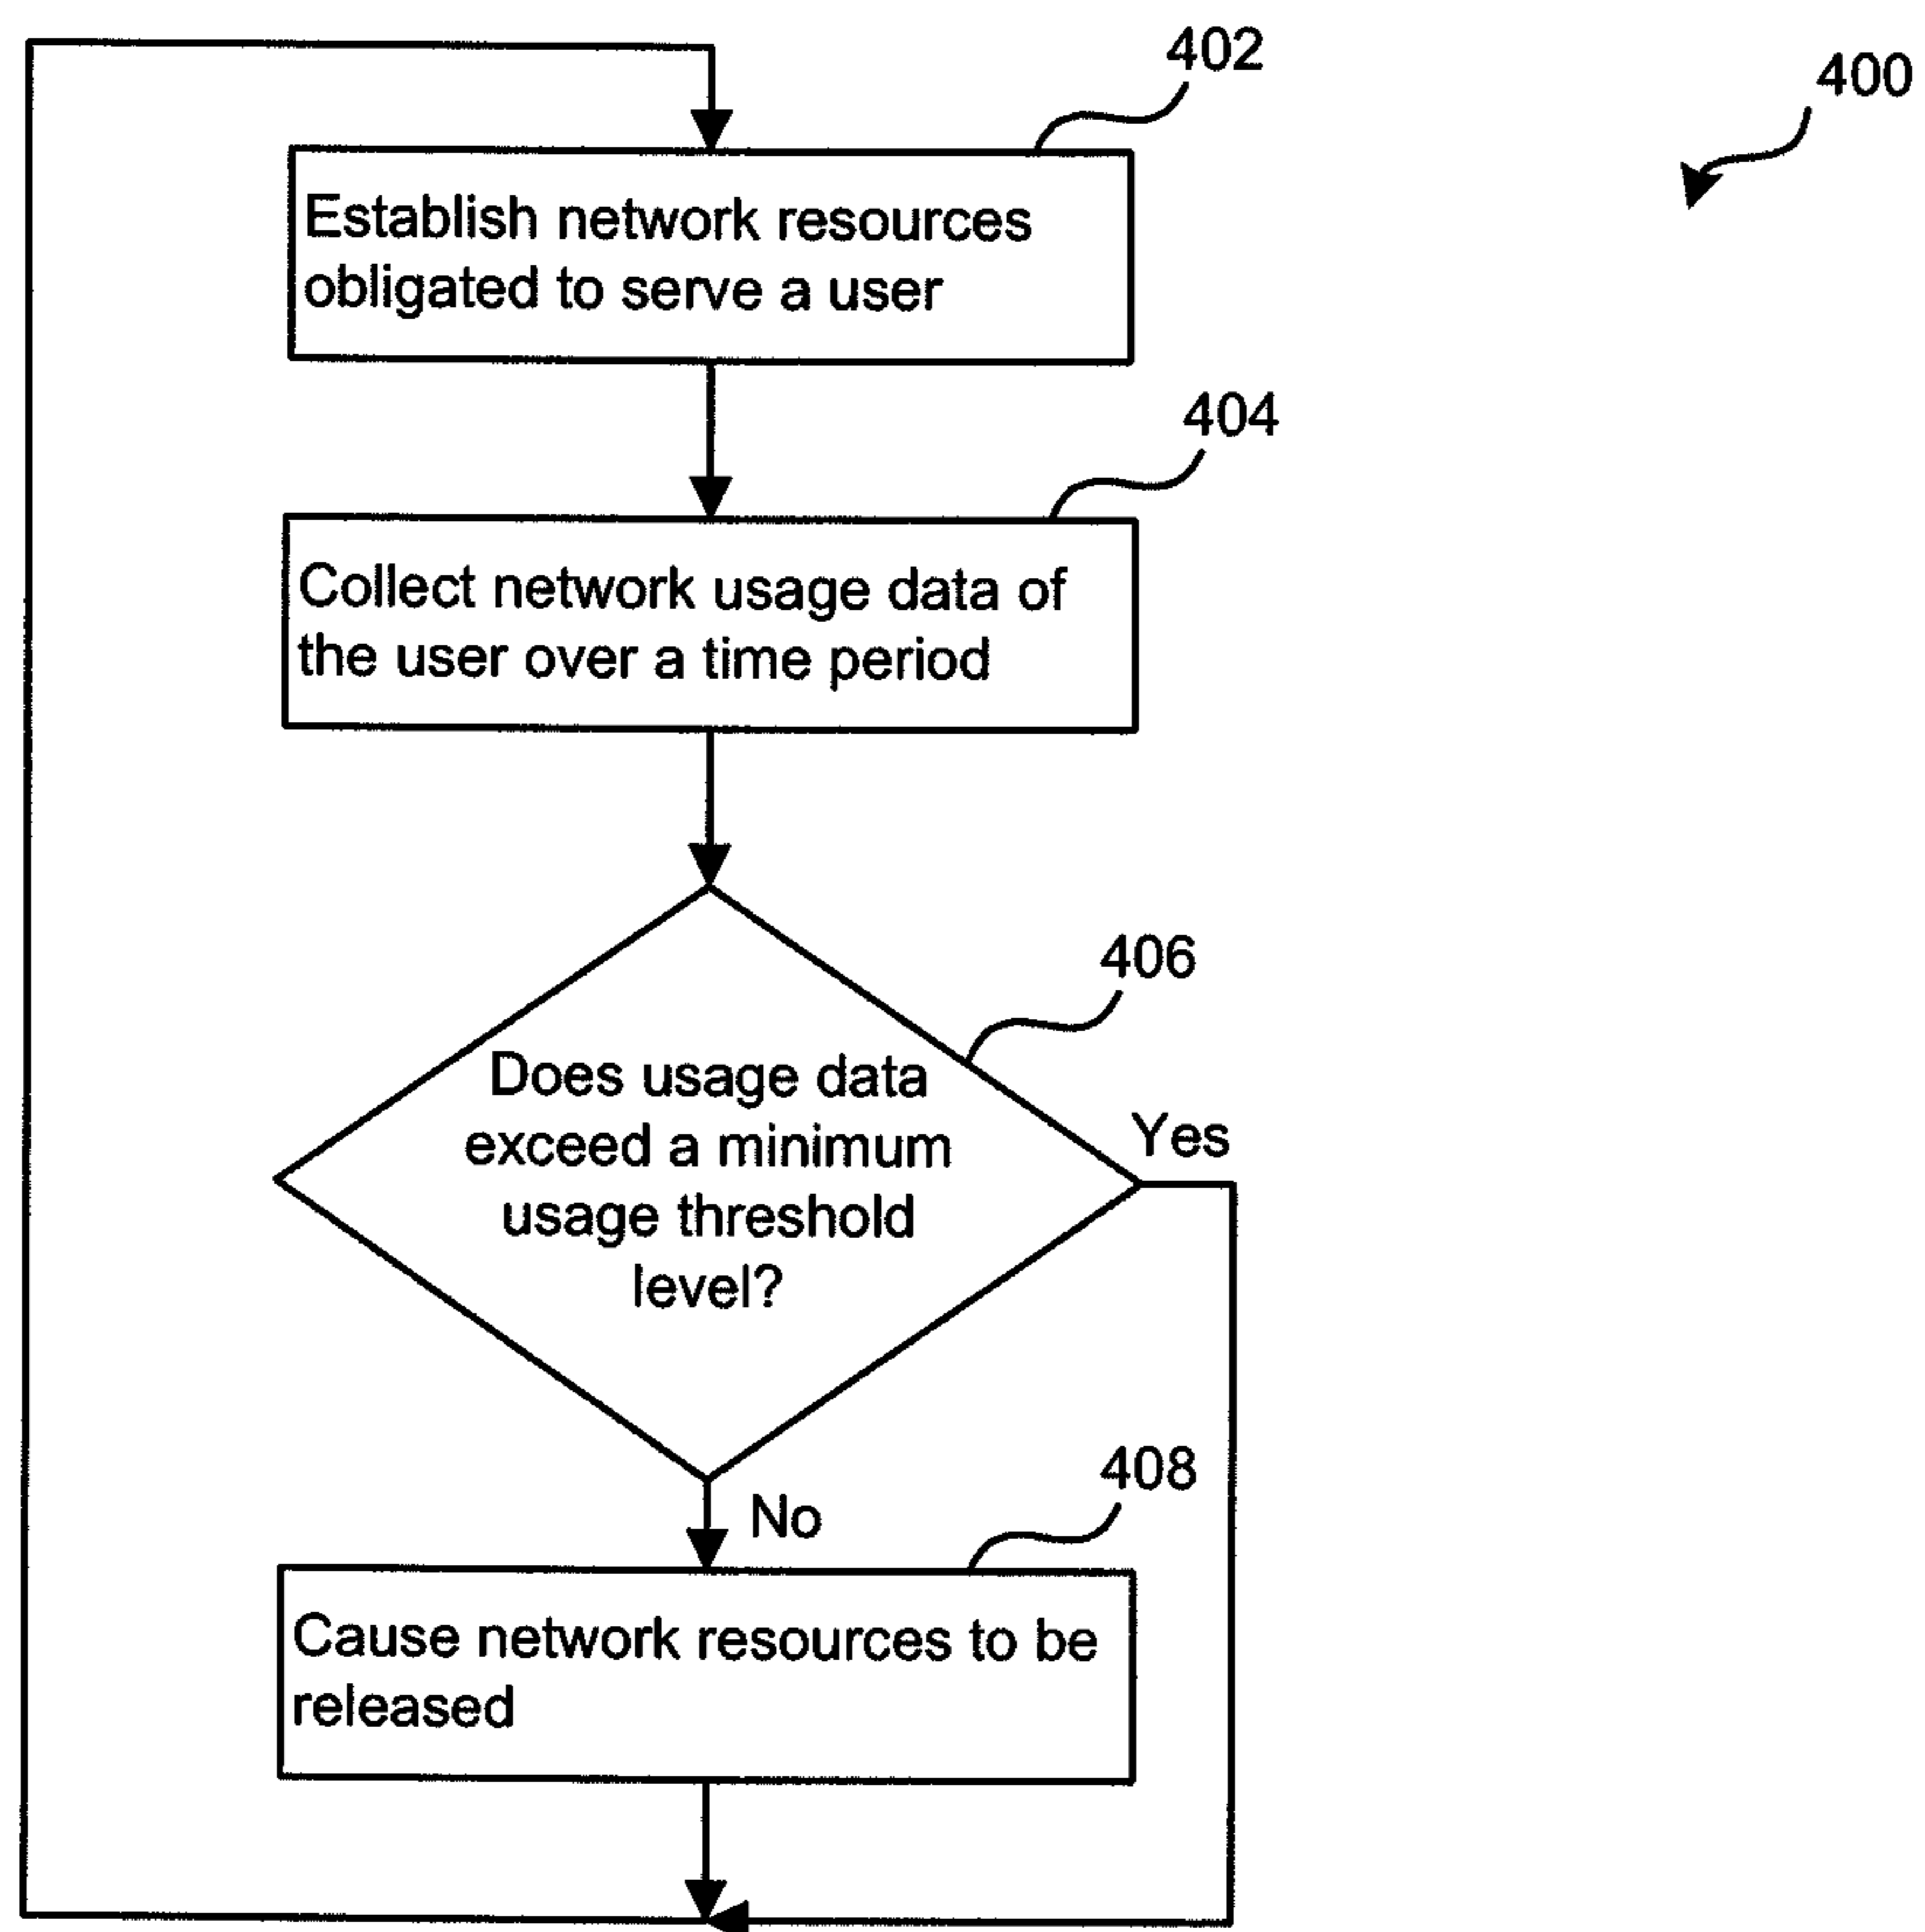 402
400
Establish network resources
obligated to serve a user
404
Collect network usage data of
the user over a time period
406
Does usage data
exceed a minimum
usage threshold
level?
Yes
408
No
Cause network resources to be
released